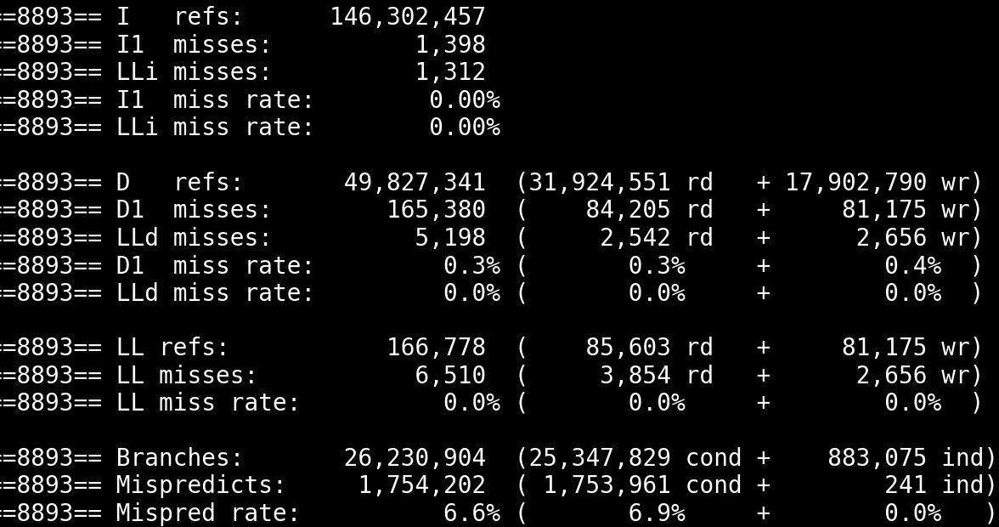 ==8893== I   refs:      146,302,457
==8893== I1  misses:          1,398
==8893== LLi misses:          1,312
==8893== I1  miss rate:        0.00%
==8893== LLi miss rate:        0.00%

==8893== D   refs:       49,827,341  (31,924,551 rd   + 17,902,790 wr)
==8893== D1  misses:        165,380  (    84,205 rd   +     81,175 wr)
==8893== LLd misses:          5,198  (     2,542 rd   +      2,656 wr)
==8893== D1  miss rate:         0.3% (       0.3%     +        0.4%  )
==8893== LLd miss rate:         0.0% (       0.0%     +        0.0%  )

==8893== LL refs:           166,778  (    85,603 rd   +     81,175 wr)
==8893== LL misses:           6,510  (     3,854 rd   +      2,656 wr)
==8893== LL miss rate:          0.0% (       0.0%     +        0.0%  )

==8893== Branches:       26,230,904  (25,347,829 cond +    883,075 ind)
==8893== Mispredicts:     1,754,202  ( 1,753,961 cond +        241 ind)
==8893== Mispred rate:          6.6% (       6.9%     +        0.0%   )